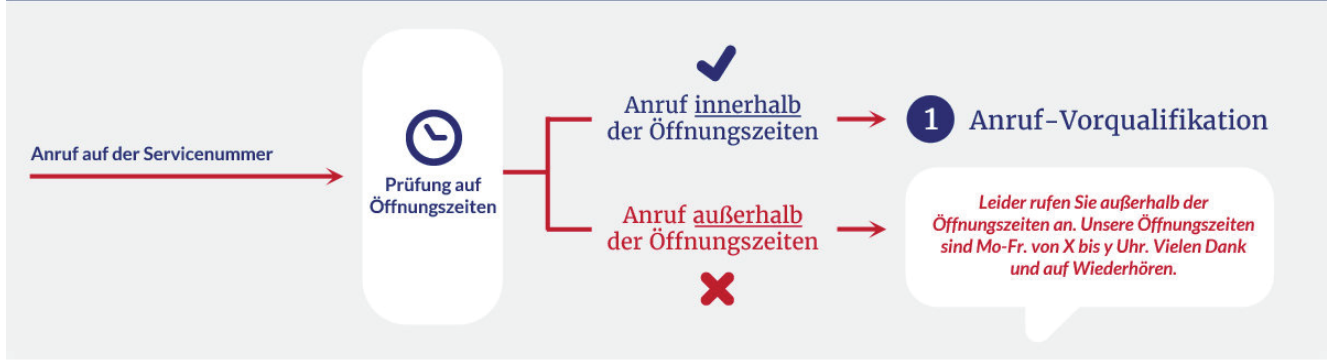 Anruf auf der Servicenummer
Prüfung auf
Öffnungszeiten
Anruf innerhalb
der Öffnungszeiten
1 Anruf-Vorqualifikation
Anruf außerhalb
der Öffnungszeiten
Leider rufen Sie außerhalb der
Öffnungszeiten an. Unsere Öffnungszeiten
sind Mo-Fr. von X bis y Uhr. Vielen Dank
und auf Wiederhören.